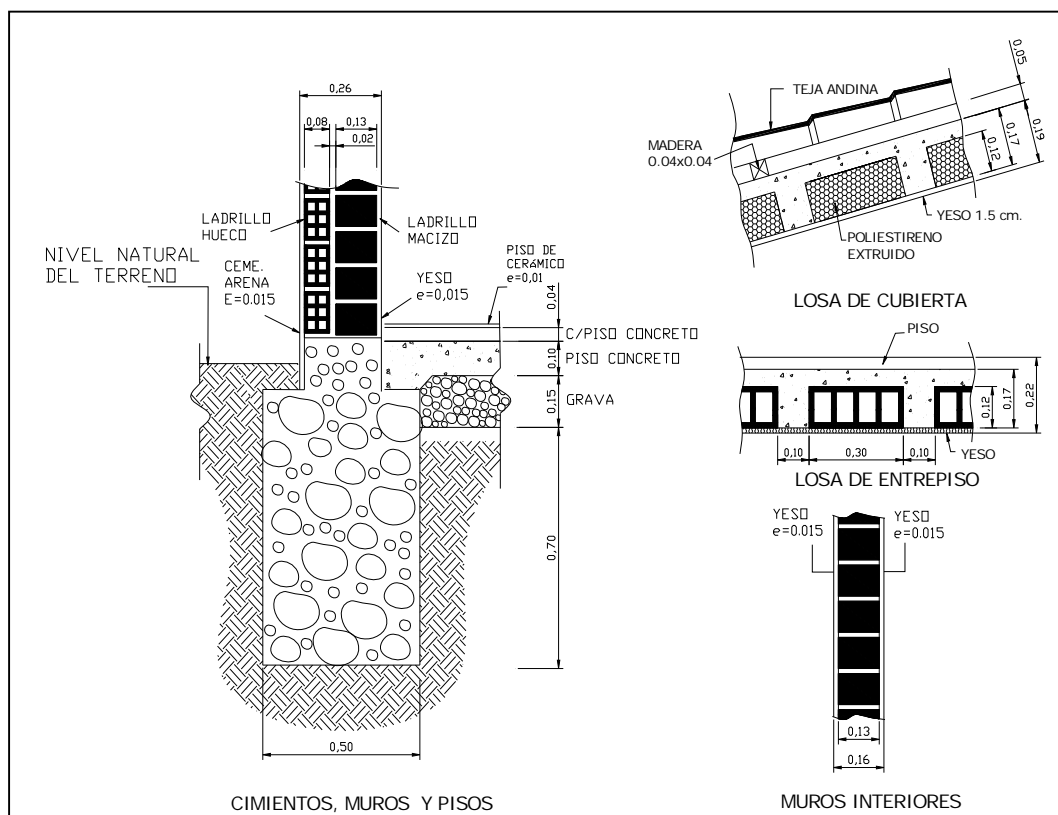 0,26
0,08
0,13
0,02
LADRILLO
HUECO
LADRILLO
MACIZO
NIVEL NATURAL
DEL TERRENO
CEME.
ARENA
E=0.015
YESO
e=0,015
PISO DE
CERÁMICO
e=0,01
0,04
C/PISO CONCRETO
0,10
PISO CONCRETO
0,15
GRAVA
0,70
0,50
CIMIENTOS, MUROS Y PISOS
TEJA ANDINA
MADERA
0.04x0.04
0,05
0,19
0,17
0,12
YESO 1.5 cm.
POLIESTIRENO
EXTRUIDO
LOSA DE CUBIERTA
PISO
0,12
0,17
0,22
YESO
0,10
0,30
0,10
LOSA DE ENTREPISO
YESO
e=0.015
YESO
e=0.015
0,13
0,16
MUROS INTERIORES